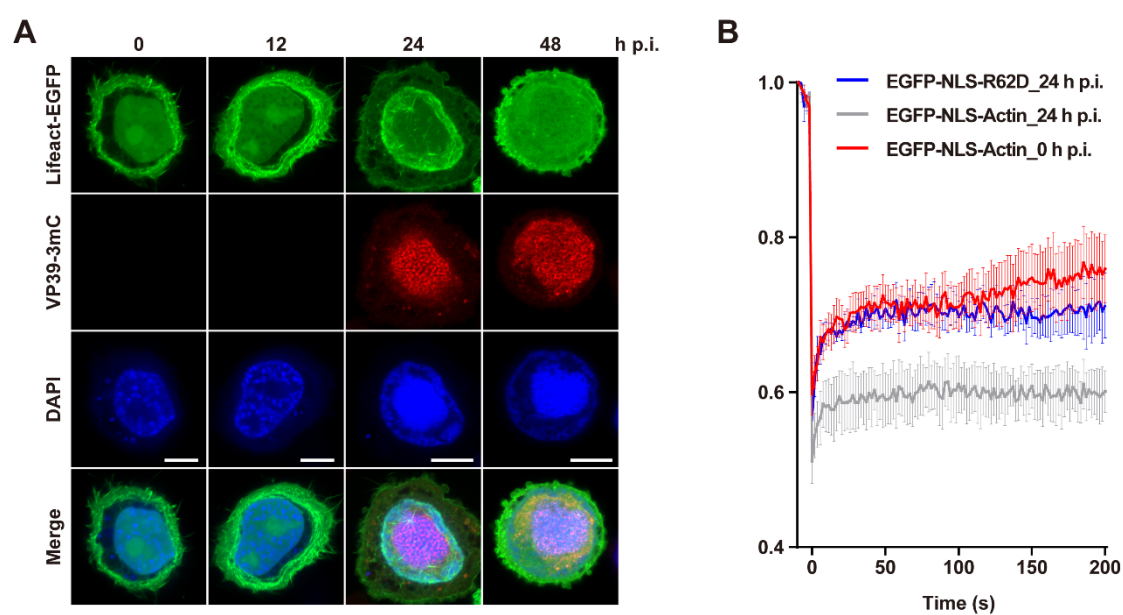 A
0 12 24 48 h p.i.
Lifeact-EGFP
VP39-3mC
DAPI
Merge
B
EGFP-NLS-R62D_24 h p.i.
EGFP-NLS-Actin_24 h p.i.
EGFP-NLS-Actin_0 h p.i.
1.0
0.8
0.6
0.4
0 50 100 150 200
Time (s)